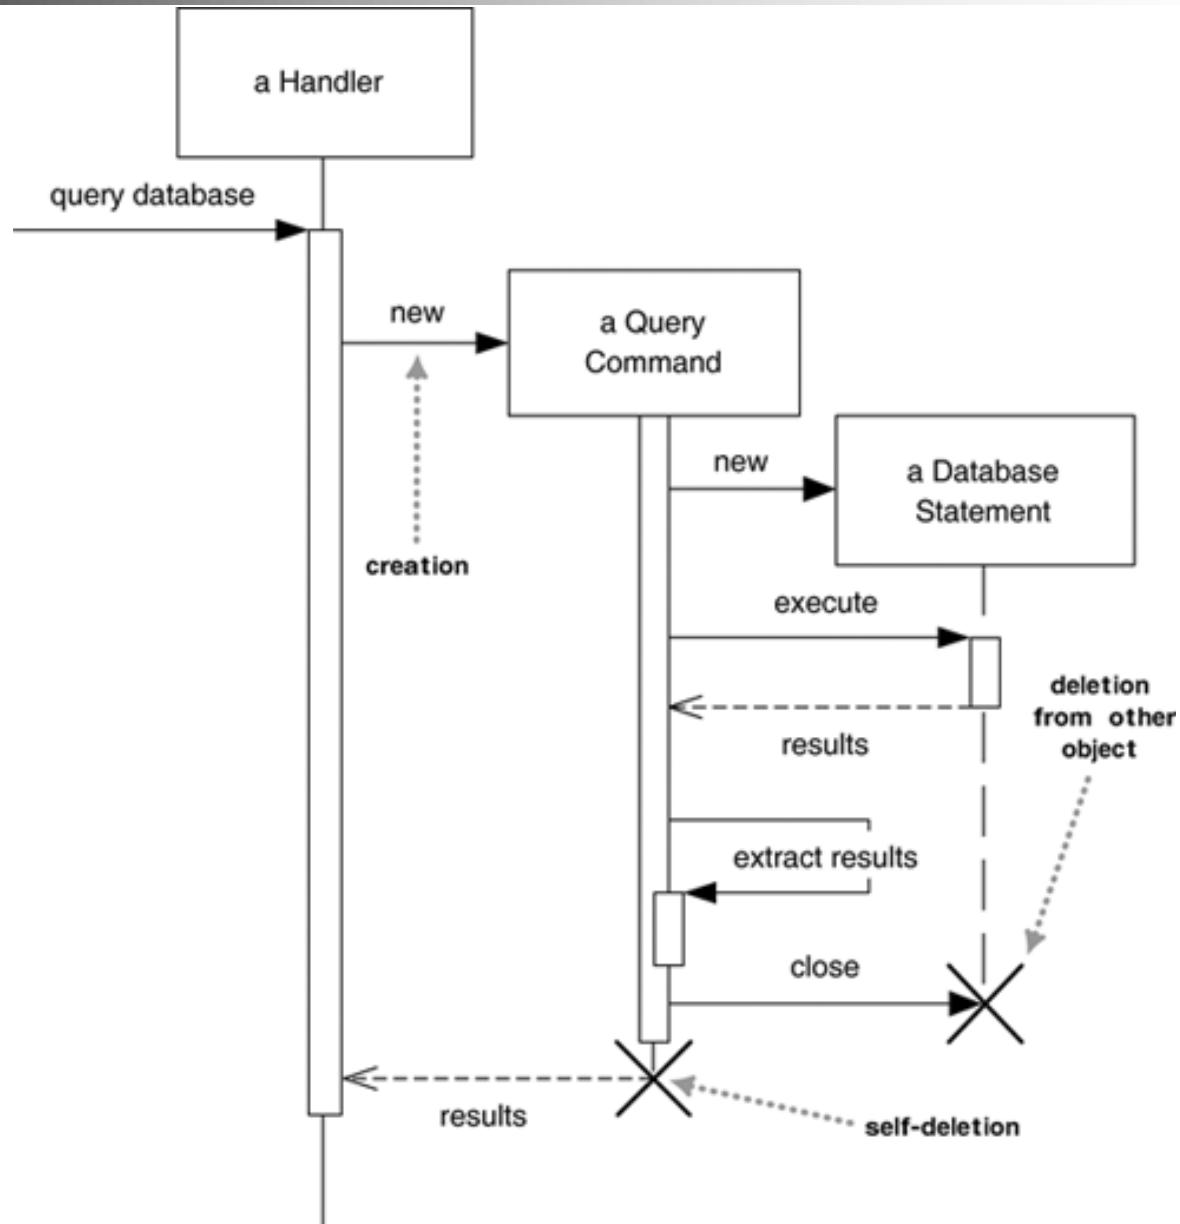 a Handler
query database
new
a Query
Command
new
a Database
Statement
creation
execute
deletion
from other
object
results
extract results
close
results
self-deletion